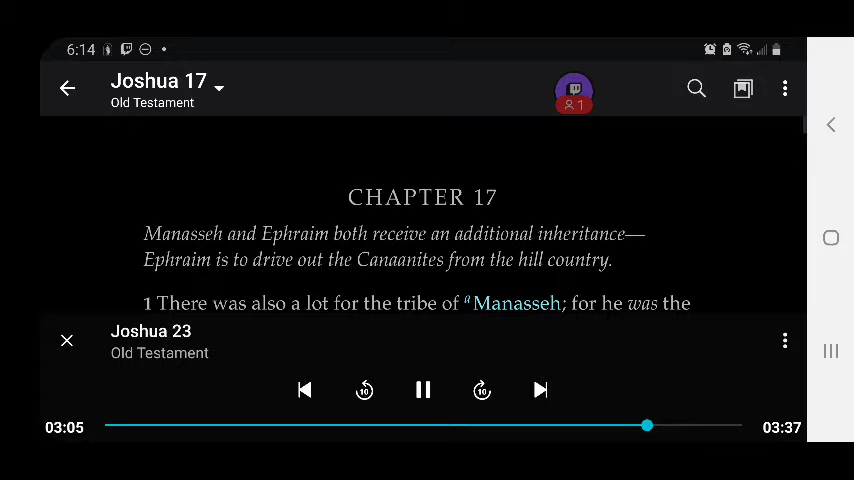 6:14
Joshua 17
Old Testament
1
CHAPTER 17
Manasseh and Ephraim both receive an additional inheritance—
Ephraim is to drive out the Canaanites from the hill country.
1 There was also a lot for the tribe of a Manasseh; for he was the
Joshua 23
Old Testament
10
10
03:05
03:37